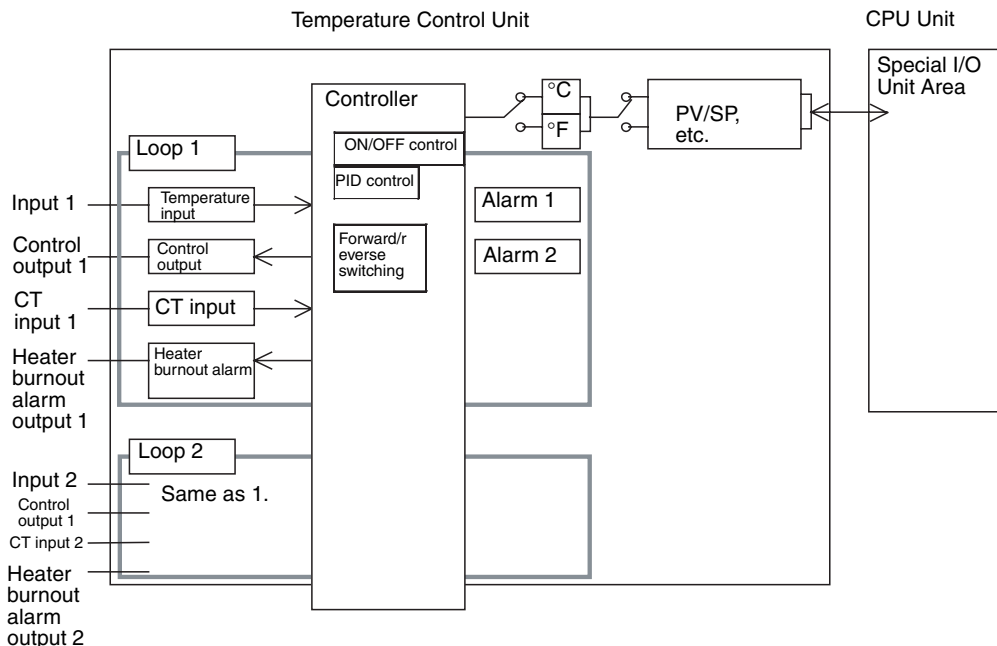 Temperature Control Unit
CPU Unit
Special I/O
Unit Area
Controller
°C
°F
PV/SP,
etc.
ON/OFF control
PID control
Forward/r
everse
switching
Loop 1
Input 1
Temperature
input
Alarm 1
Control
output 1
Control
output
Alarm 2
CT
input 1
CT input
Heater
burnout
alarm
output 1
Heater
burnout alarm
Loop 2
Same as 1.
Input 2
Control
output 1
CT input 2
Heater
burnout
alarm
output 2